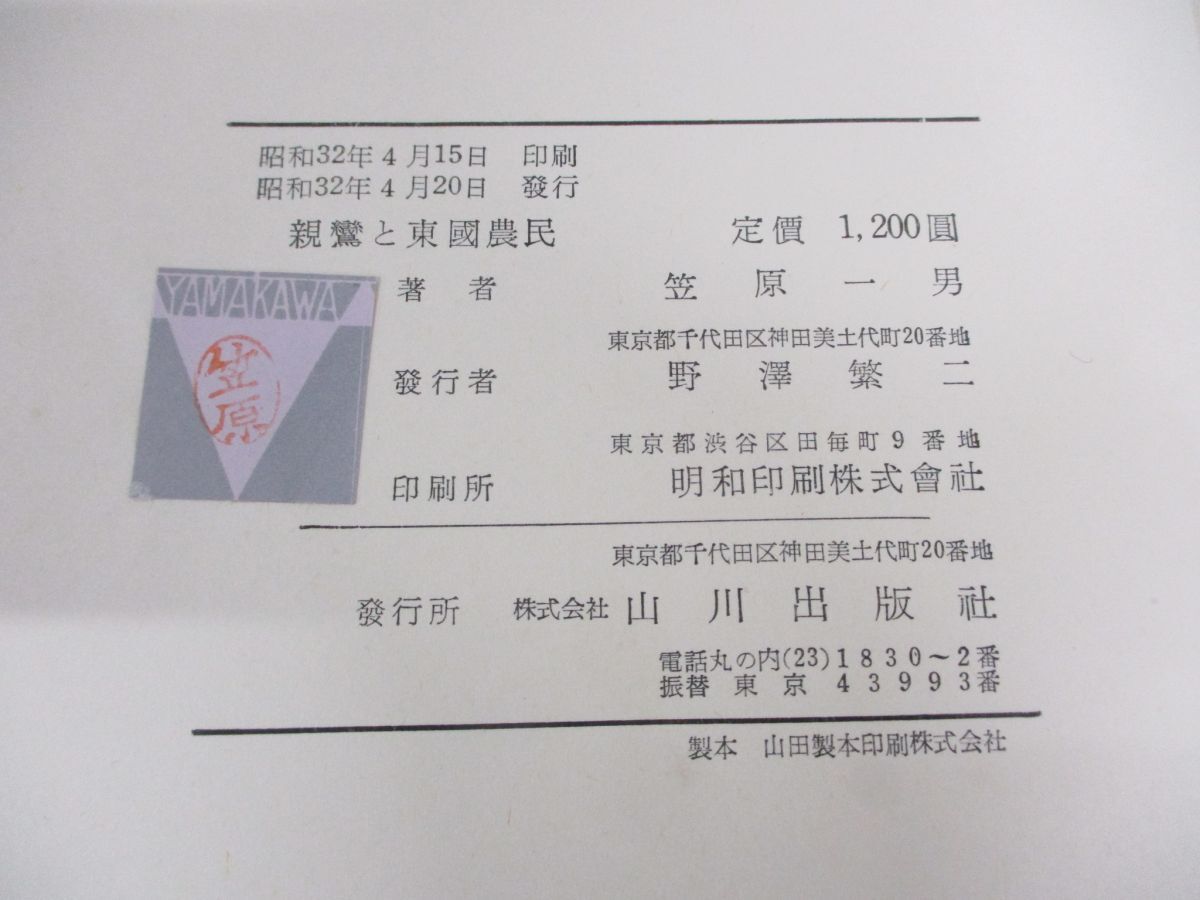 昭和32年4月15日 印刷
昭和32年4月20日 發行
親鸞と東國農民 定價 1,200圓
YAMAKAWA
笠原
著者 笠原一男
東京都千代田区神田美土代町20番地
發行者 野澤繁二
東京都渋谷区田毎町9番地
印刷所 明和印刷株式會社
東京都千代田区神田美土代町20番地
發行所 株式会社 山川出版社
電話丸の内(23)1830~2番
振替 東京 43993番
製本 山田製本印刷株式会社